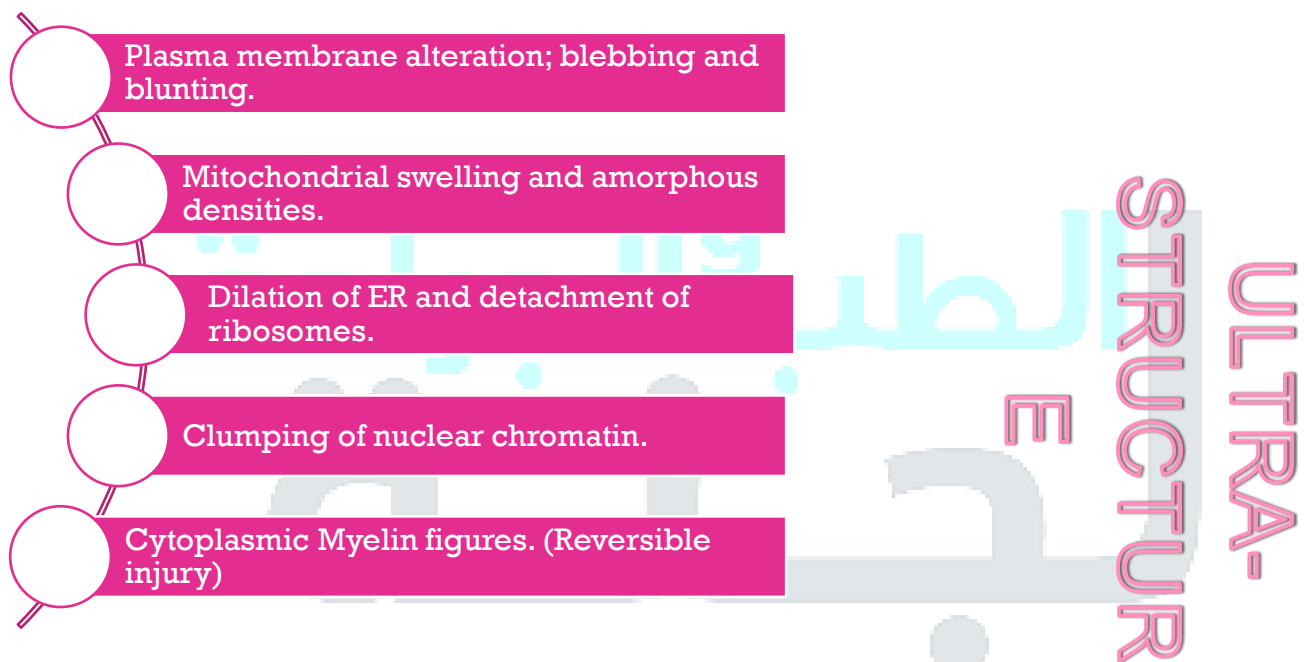 Plasma membrane alteration; blebbing and
blunting.
Mitochondrial swelling and amorphous
densities.
Dilation of ER and detachment of
ribosomes.
Clumping of nuclear chromatin.
Cytoplasmic Myelin figures. (Reversible
injury)
ULTRA-
STRUCTUR
E